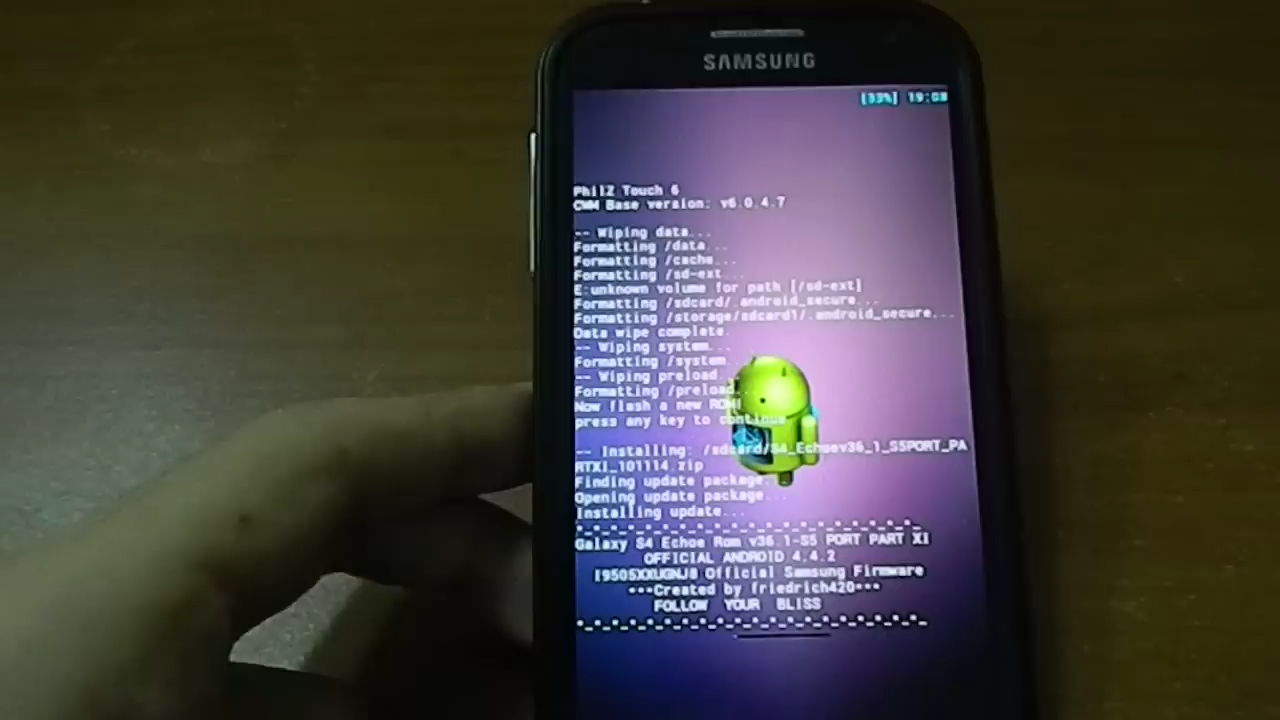 SAMSUNG
[33%] 19:08
PhilZ Touch 6
CWM Base version: v6.0.4.7
-- Wiping data...
Formatting /data...
Formatting /cache...
Formatting /sd-ext...
E:unknown volume for path [/sd-ext]
Formatting /sdcard/.android_secure...
Formatting /storage/sdcard1/.android_secure...
Data wipe complete.
-- Wiping system...
Formatting /system...
-- Wiping preload...
Formatting /preload...
Now flash a new ROM!
press any key to continue
-- Installing: /sdcard/S4_Echoev36_1_S5PORT_PA
RTXI_101114.zip
Finding update package...
Opening update package...
Installing update...
Galaxy S4 Echoe Rom v36.1-S5 PORT PART XI
OFFICIAL ANDROID 4.4.2
I9505XXUGNJ8 Official Samsung Firmware
***Created by friedrich420***
FOLLOW YOUR BLISS